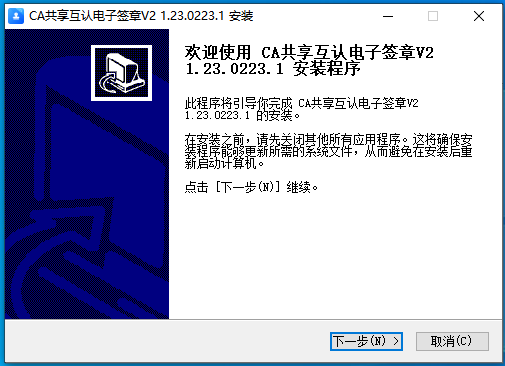 CA共享互认电子签章V2 1.23.0223.1 安装
欢迎使用 CA共享互认电子签章V2
1.23.0223.1 安装程序
此程序将引导你完成 CA共享互认电子签章V2
1.23.0223.1 的安装。
在安装之前，请先关闭其他所有应用程序。这将确保安
装程序能够更新所需的系统文件，从而避免在安装后重
新启动计算机。
点击 [下一步(N)] 继续。
下一步(N) >
取消(C)